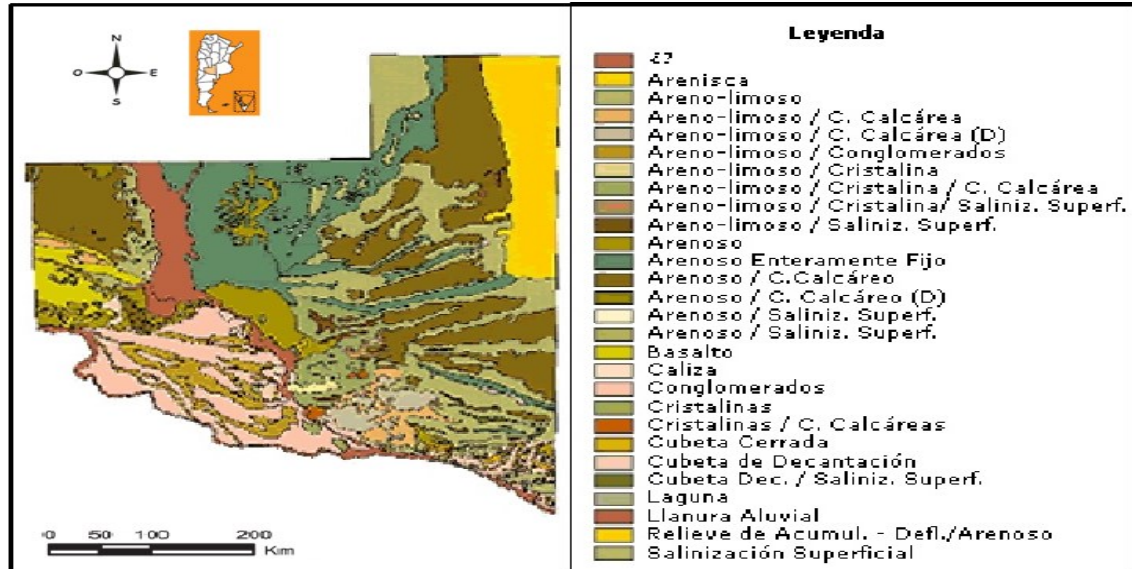 N
O E
S
0 50 100 200
Km
Leyenda
Arenisca
Areno-limoso
Areno-limoso / C. Calcárea
Areno-limoso / C. Calcárea (D)
Areno-limoso / Conglomerados
Areno-limoso / Cristalina
Areno-limoso / Cristalina / C. Calcárea
Areno-limoso / Cristalina/ Saliniz. Superf.
Areno-limoso / Saliniz. Superf.
Arenoso
Arenoso Enteramente Fijo
Arenoso / C.Calcáreo
Arenoso / C. Calcáreo (D)
Arenoso / Saliniz. Superf.
Arenoso / Saliniz. Superf.
Basalto
Caliza
Conglomerados
Cristalinas
Cristalinas / C. Calcáreas
Cubeta Cerrada
Cubeta de Decantación
Cubeta Dec. / Saliniz. Superf.
Laguna
Llanura Aluvial
Relieve de Acumul. - Defl./Arenoso
Salinización Superficial